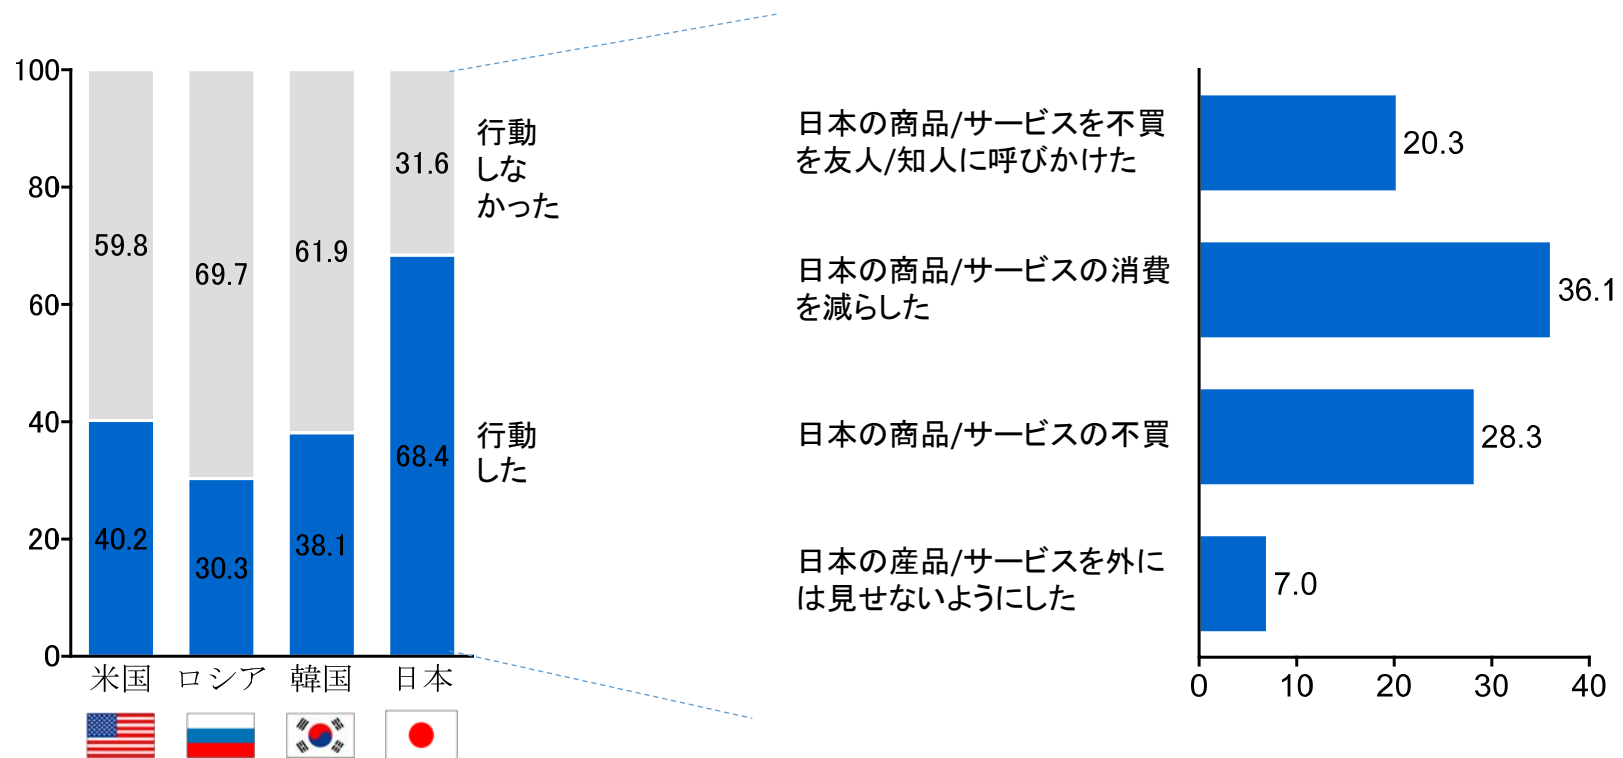 100
80
60
40
20
0
59.8
69.7
61.9
31.6
40.2
30.3
38.1
68.4
行動
しな
かった
行動
した
米国
ロシア
韓国
日本
日本の商品/サービスを不買
を友人/知人に呼びかけた
20.3
日本の商品/サービスの消費
を減らした
36.1
日本の商品/サービスの不買
28.3
日本の産品/サービスを外に
は見せないようにした
7.0
0
10
20
30
40